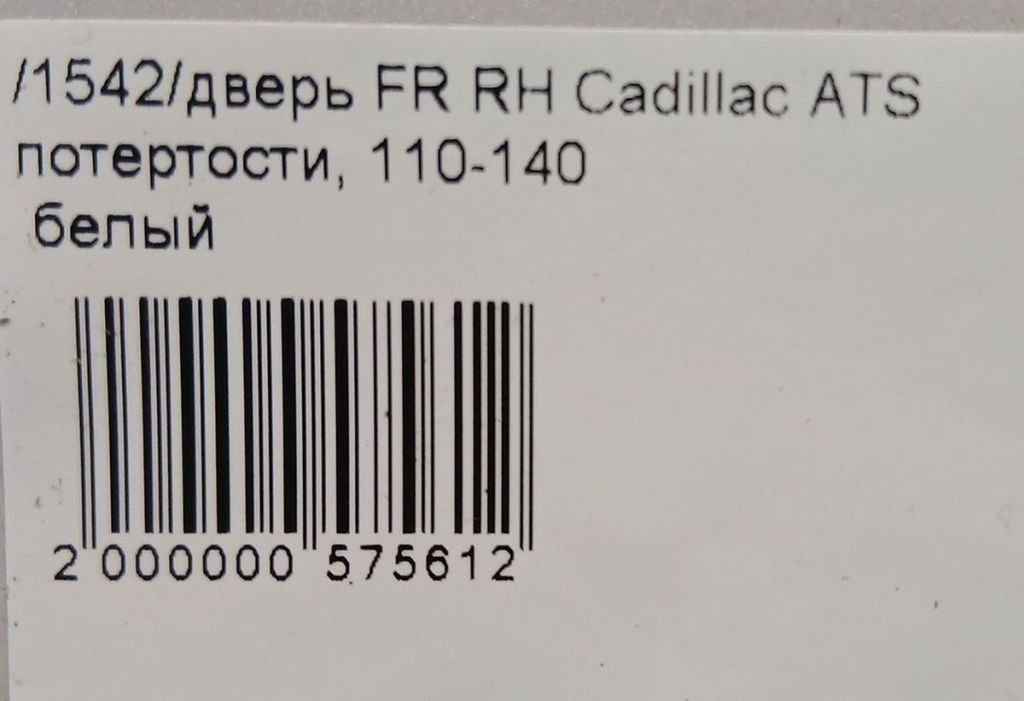 /1542/дверь FR RH Cadillac ATS
потертости, 110-140
белый
2 000000 575612